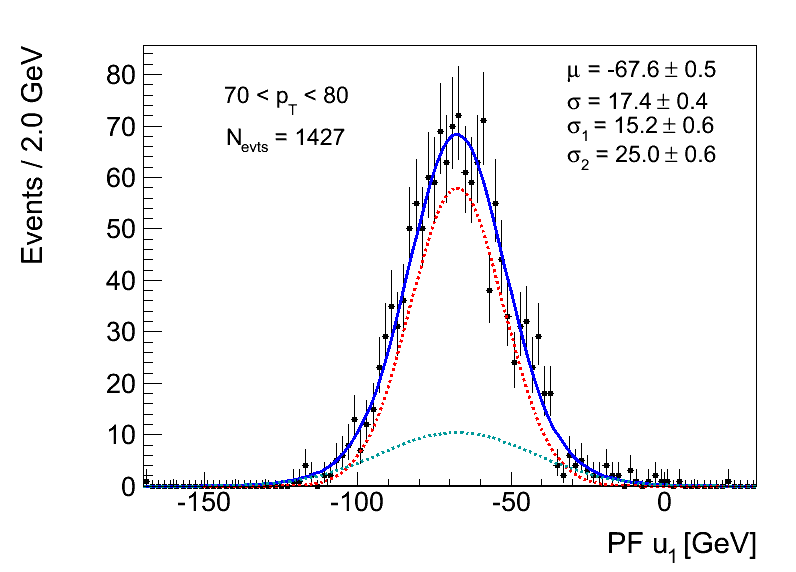 Events / 2.0 GeV
80
70
60
50
40
30
20
10
0
70 < p_T < 80
N_evts = 1427
μ = -67.6 ± 0.5
σ = 17.4 ± 0.4
σ_1 = 15.2 ± 0.6
σ_2 = 25.0 ± 0.6
-150 -100 -50 0
PF u_1 [GeV]